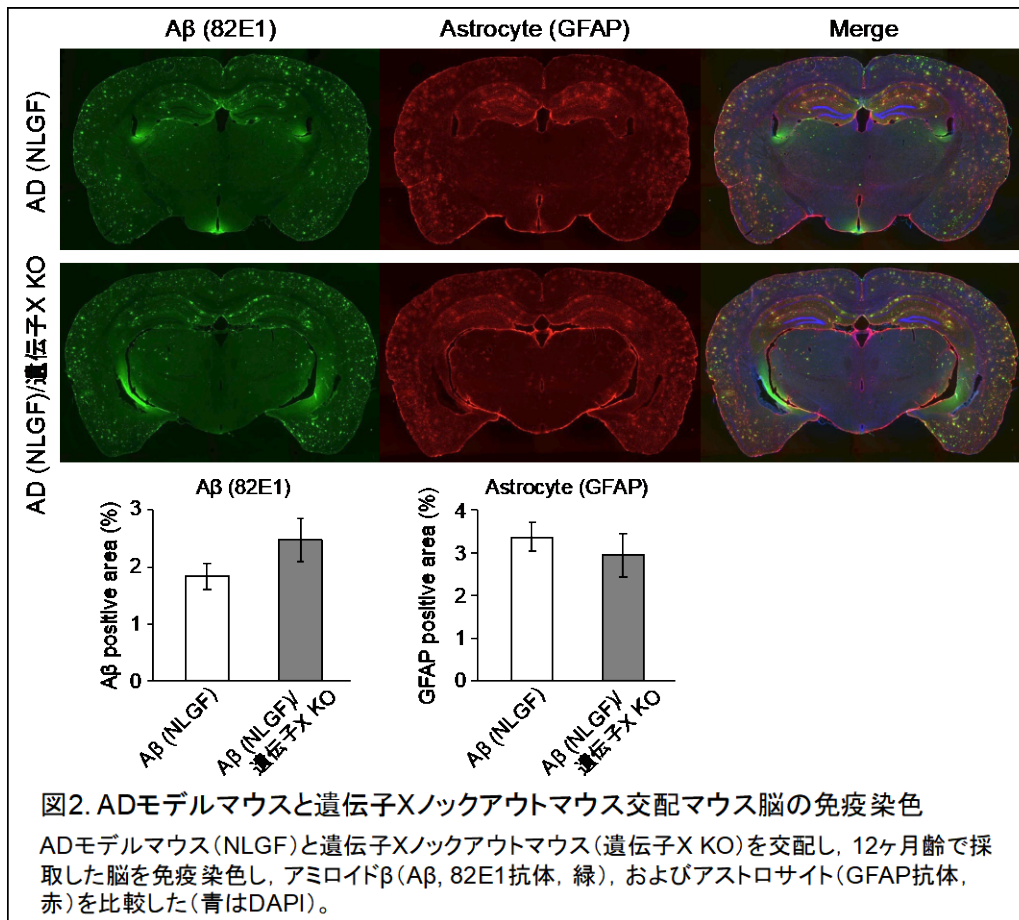 Aβ (82E1)
Astrocyte (GFAP)
Merge
AD (NLGF)
AD (NLGF)/遺伝子X KO
Aβ (82E1)
Aβ positive area (%)
3
2
1
0
Aβ (NLGF)
Aβ (NLGF)/
遺伝子X KO
Astrocyte (GFAP)
GFAP positive area (%)
4
3
2
1
0
Aβ (NLGF)
Aβ (NLGF)/
遺伝子X KO
図2. ADモデルマウスと遺伝子Xノックアウトマウス交配マウス脳の免疫染色
ADモデルマウス(NLGF)と遺伝子Xノックアウトマウス(遺伝子X KO)を交配し, 12ヶ月齢で採
取した脳を免疫染色し, アミロイドβ(Aβ, 82E1抗体, 緑), およびアストロサイト(GFAP抗体,
赤)を比較した(青はDAPI)。